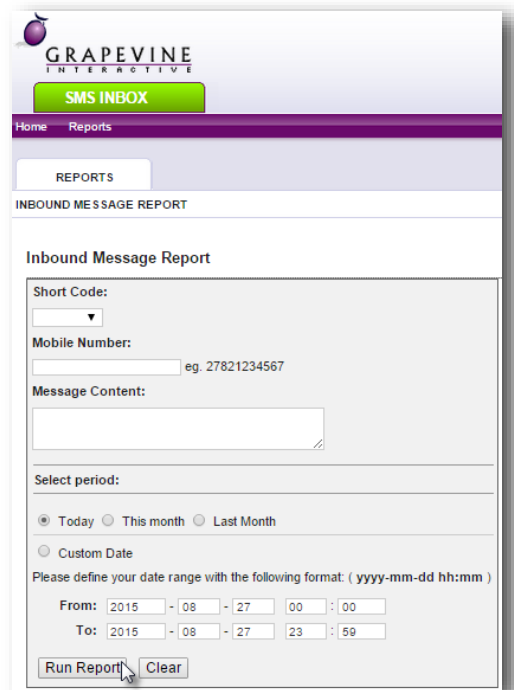 GRAPEVINE
INTERACTIVE
SMS INBOX
Home Reports
REPORTS
INBOUND MESSAGE REPORT
Inbound Message Report
Short Code:
Mobile Number:
eg. 27821234567
Message Content:
Select period:
Today This month Last Month
Custom Date
Please define your date range with the following format: ( yyyy-mm-dd hh:mm )
From: 2015 - 08 - 27 00 : 00
To: 2015 - 08 - 27 23 : 59
Run Report Clear